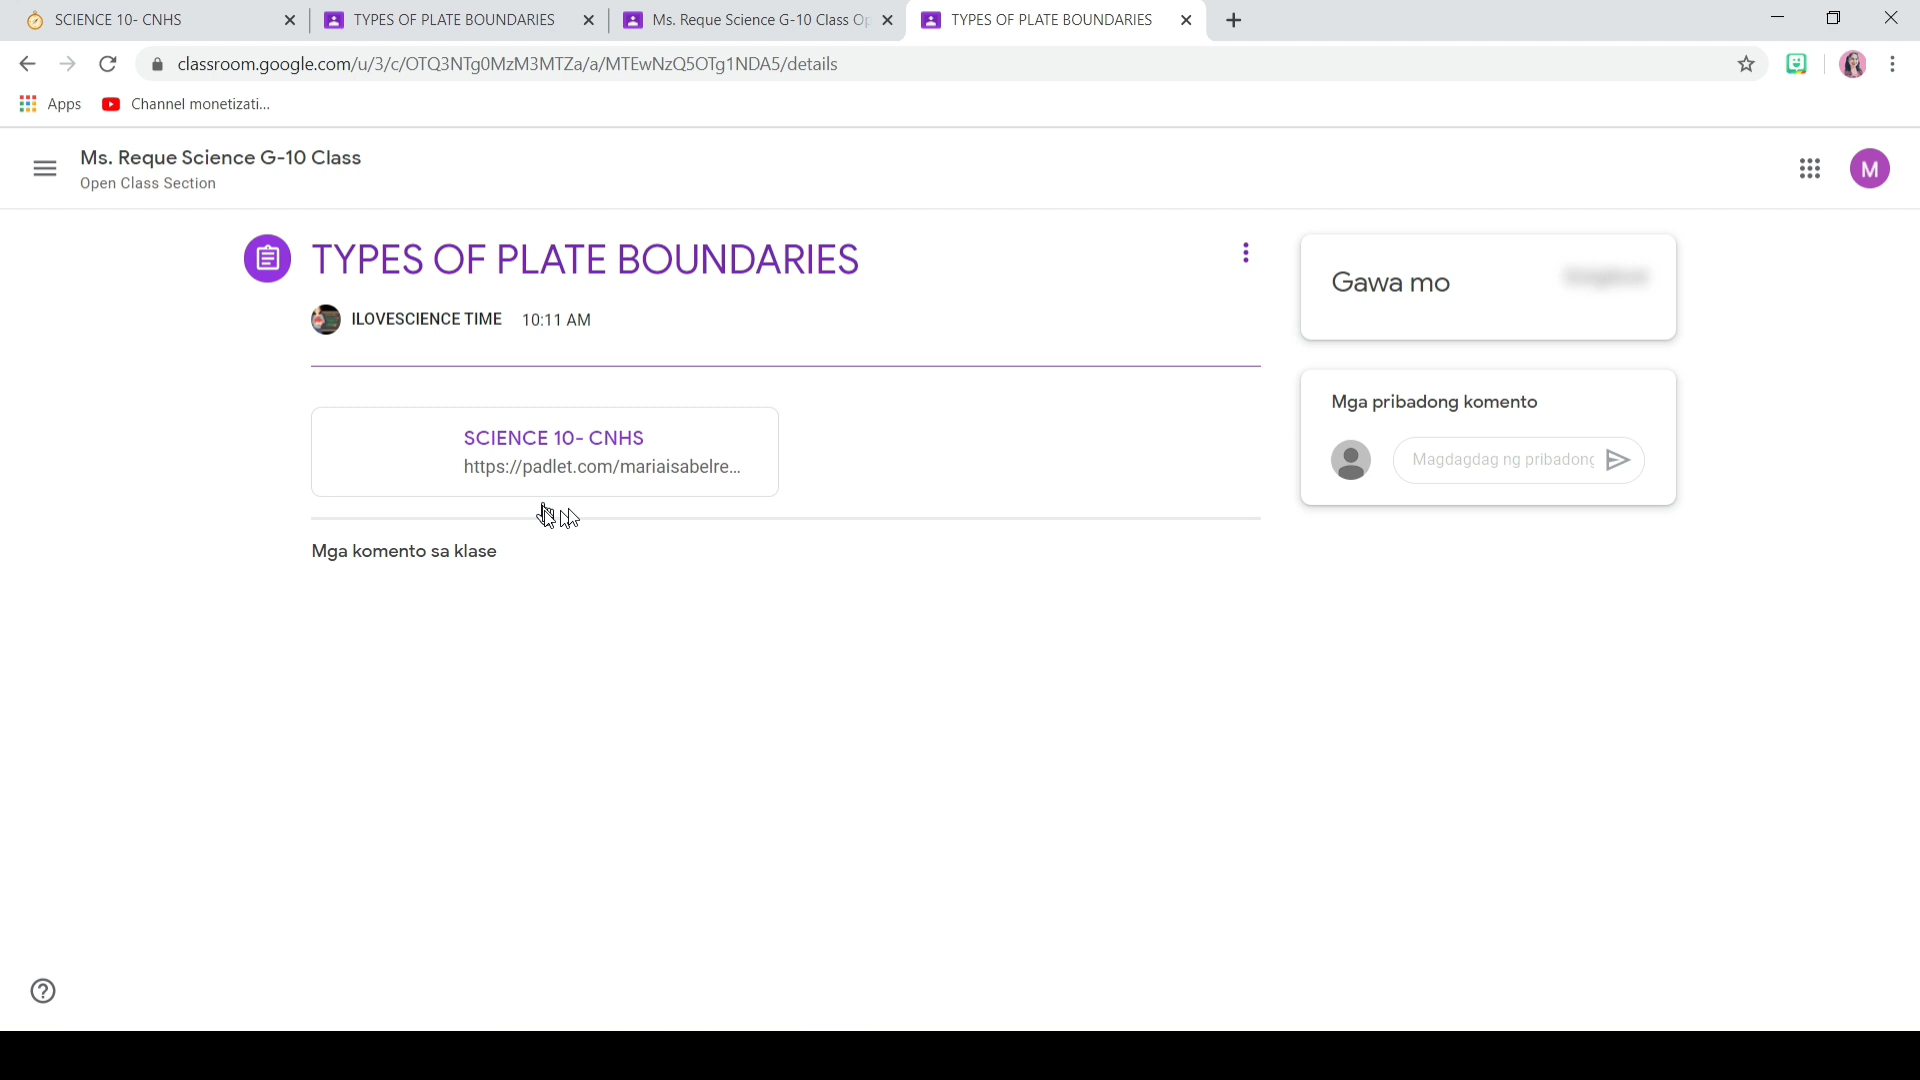 SCIENCE 10- CNHS
TYPES OF PLATE BOUNDARIES
Ms. Reque Science G-10 Class Op
TYPES OF PLATE BOUNDARIES
classroom.google.com/u/3/c/OTQ3NTg0MzM3MTZa/a/MTEwNzQ5OTg1NDA5/details
Apps
Channel monetizati...
Ms. Reque Science G-10 Class
Open Class Section
M
TYPES OF PLATE BOUNDARIES
ILOVESCIENCE TIME 10:11 AM
SCIENCE 10- CNHS
https://padlet.com/mariaisabelre...
Mga komento sa klase
Gawa mo
Mga pribadong komento
Magdagdag ng pribadong